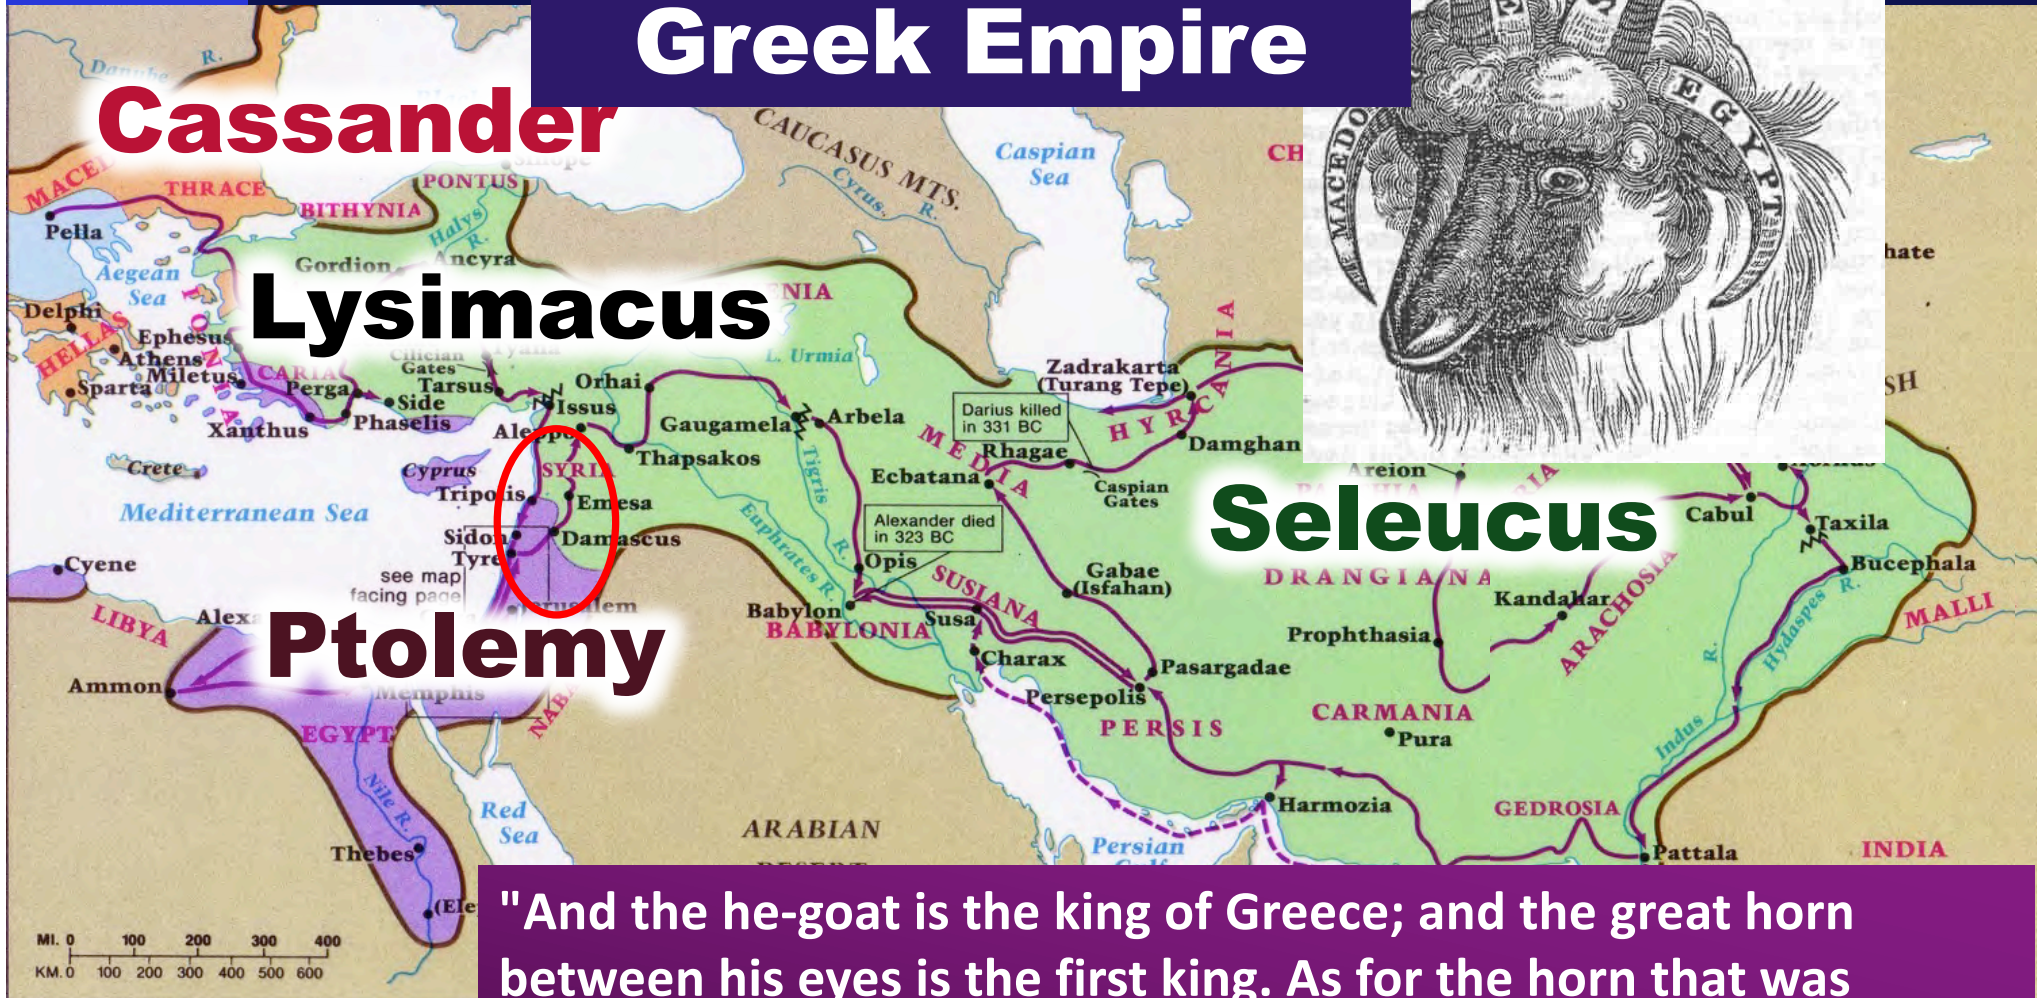 Greek Empire
Danube
R.
Cassander
CAUCASUS MTS.
Cyrus. R.
Caspian
Sea
EGYPT
THRACE
BITHYNIA
PONTUS
Halys
R.
Pella
Aegean
Sea
Gordion
Ancyra
Lysimacus
L. Urmia
Delphi
HELLAS
Ephesus
Athens
Miletus
Sparta
IONIA
CARIA
Perga
Gates
Tarsus
Side
Xanthus
Phaselis
Issus
Orhai
Aleppo
Gaugamela
Arbela
Thapsakos
Tigris
R.
Zadrakarta
(Turang Tepe)
HYRCANIA
Darius killed
in 331 BC
MEDIA
Rhagae
Damghan
Ecbatana
Caspian
Gates
Crete
Cyprus
SYRIA
Tripolis
Emesa
Mediterranean Sea
Sidon
Damascus
Tyre
Euphrates R.
Alexander died
in 323 BC
Seleucus
Areion
Cabul
Taxila
Bucephala
Cyene
see map
facing page
LIBYA
Jerusalem
Ptolemy
Opis
SUSIANA
Gabae
(Isfahan)
DRANGIANA
Kandahar
ARACHOSIA
Hydaspes
R.
MALLI
Babylon
BABYLONIA
Susa
Prophthasia
R.
Ammon
Memphis
Charax
Pasargadae
Persepolis
EGYPT
PERSIS
CARMANIA
Pura
Indus
Nile R.
Red
Sea
ARABIAN
Harmozia
GEDROSIA
Persian
Thebes
Pattala
INDIA
MI. 0 100 200 300 400
KM. 0 100 200 300 400 500 600
"And the he-goat is the king of Greece; and the great horn
between his eyes is the first king. As for the horn that was